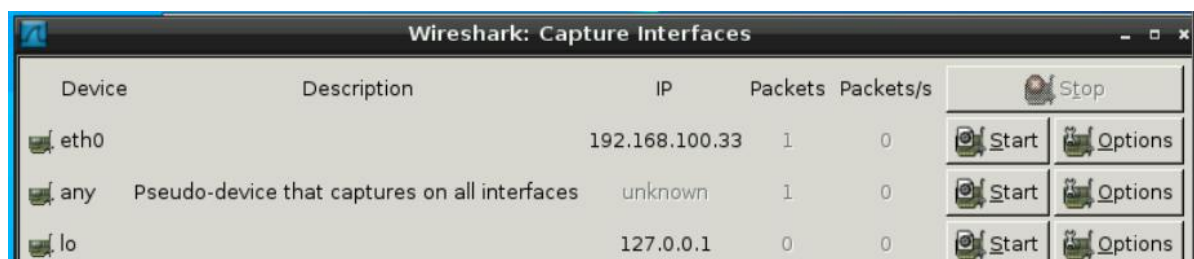 Wireshark: Capture Interfaces
Device Description IP Packets Packets/s Stop
eth0 192.168.100.33 1 0 Start Options
any Pseudo-device that captures on all interfaces unknown 1 0 Start Options
lo 127.0.0.1 0 0 Start Options